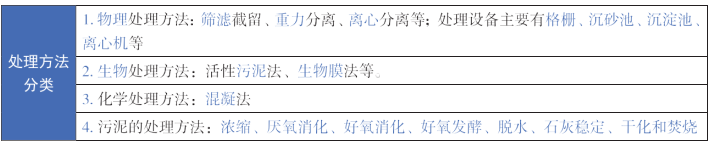 处理方法
分类
1. 物理处理方法：筛滤截留、重力分离、离心分离等；处理设备主要有格栅、沉砂池、沉淀池、
离心机等
2. 生物处理方法：活性污泥法、生物膜法等。
3. 化学处理方法：混凝法
4. 污泥的处理方法：浓缩、厌氧消化、好氧消化、好氧发酵、脱水、石灰稳定、干化和焚烧